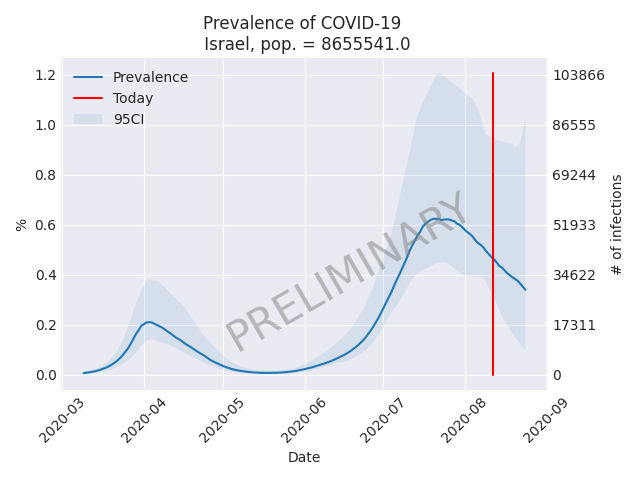 Prevalence of COVID-19
Israel, pop. = 8655541.0
Prevalence
Today
95CI
1.2
1.0
0.8
0.6
0.4
0.2
0.0
%
103866
86555
69244
51933
34622
17311
0
# of infections
PRELIMINARY
2020-03
2020-04
2020-05
2020-06
2020-07
2020-08
2020-09
Date